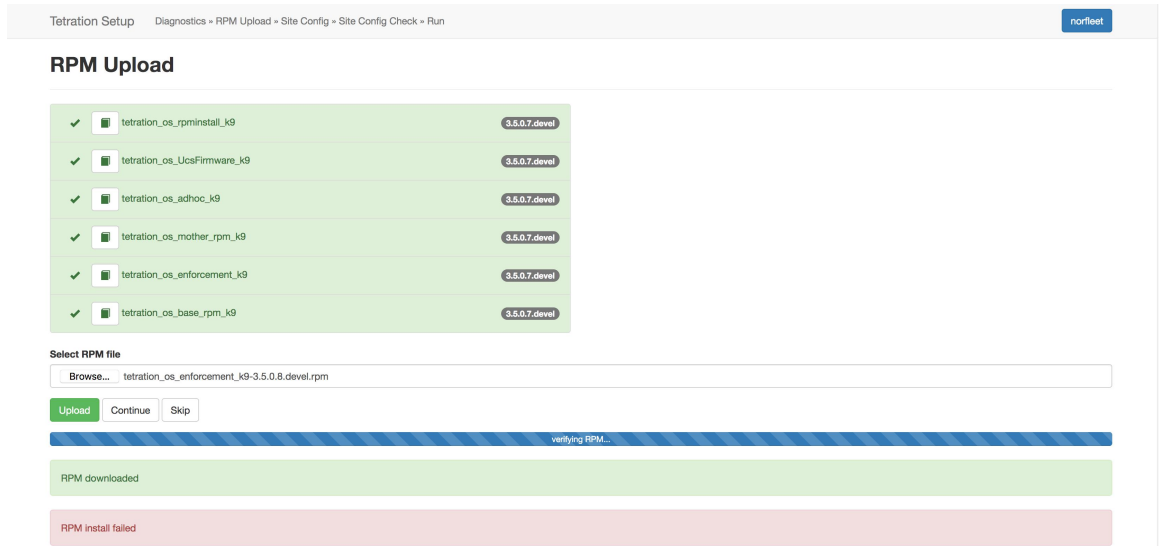 Tetration Setup Diagnostics » RPM Upload » Site Config » Site Config Check » Run norfleet
RPM Upload
tetration_os_rpminstall_k9 3.5.0.7.devel
tetration_os_UcsFirmware_k9 3.5.0.7.devel
tetration_os_adhoc_k9 3.5.0.7.devel
tetration_os_mother_rpm_k9 3.5.0.7.devel
tetration_os_enforcement_k9 3.5.0.7.devel
tetration_os_base_rpm_k9 3.5.0.7.devel
Select RPM file
Browse... tetration_os_enforcement_k9-3.5.0.8.devel.rpm
Upload Continue Skip
verifying RPM...
RPM downloaded
RPM install failed